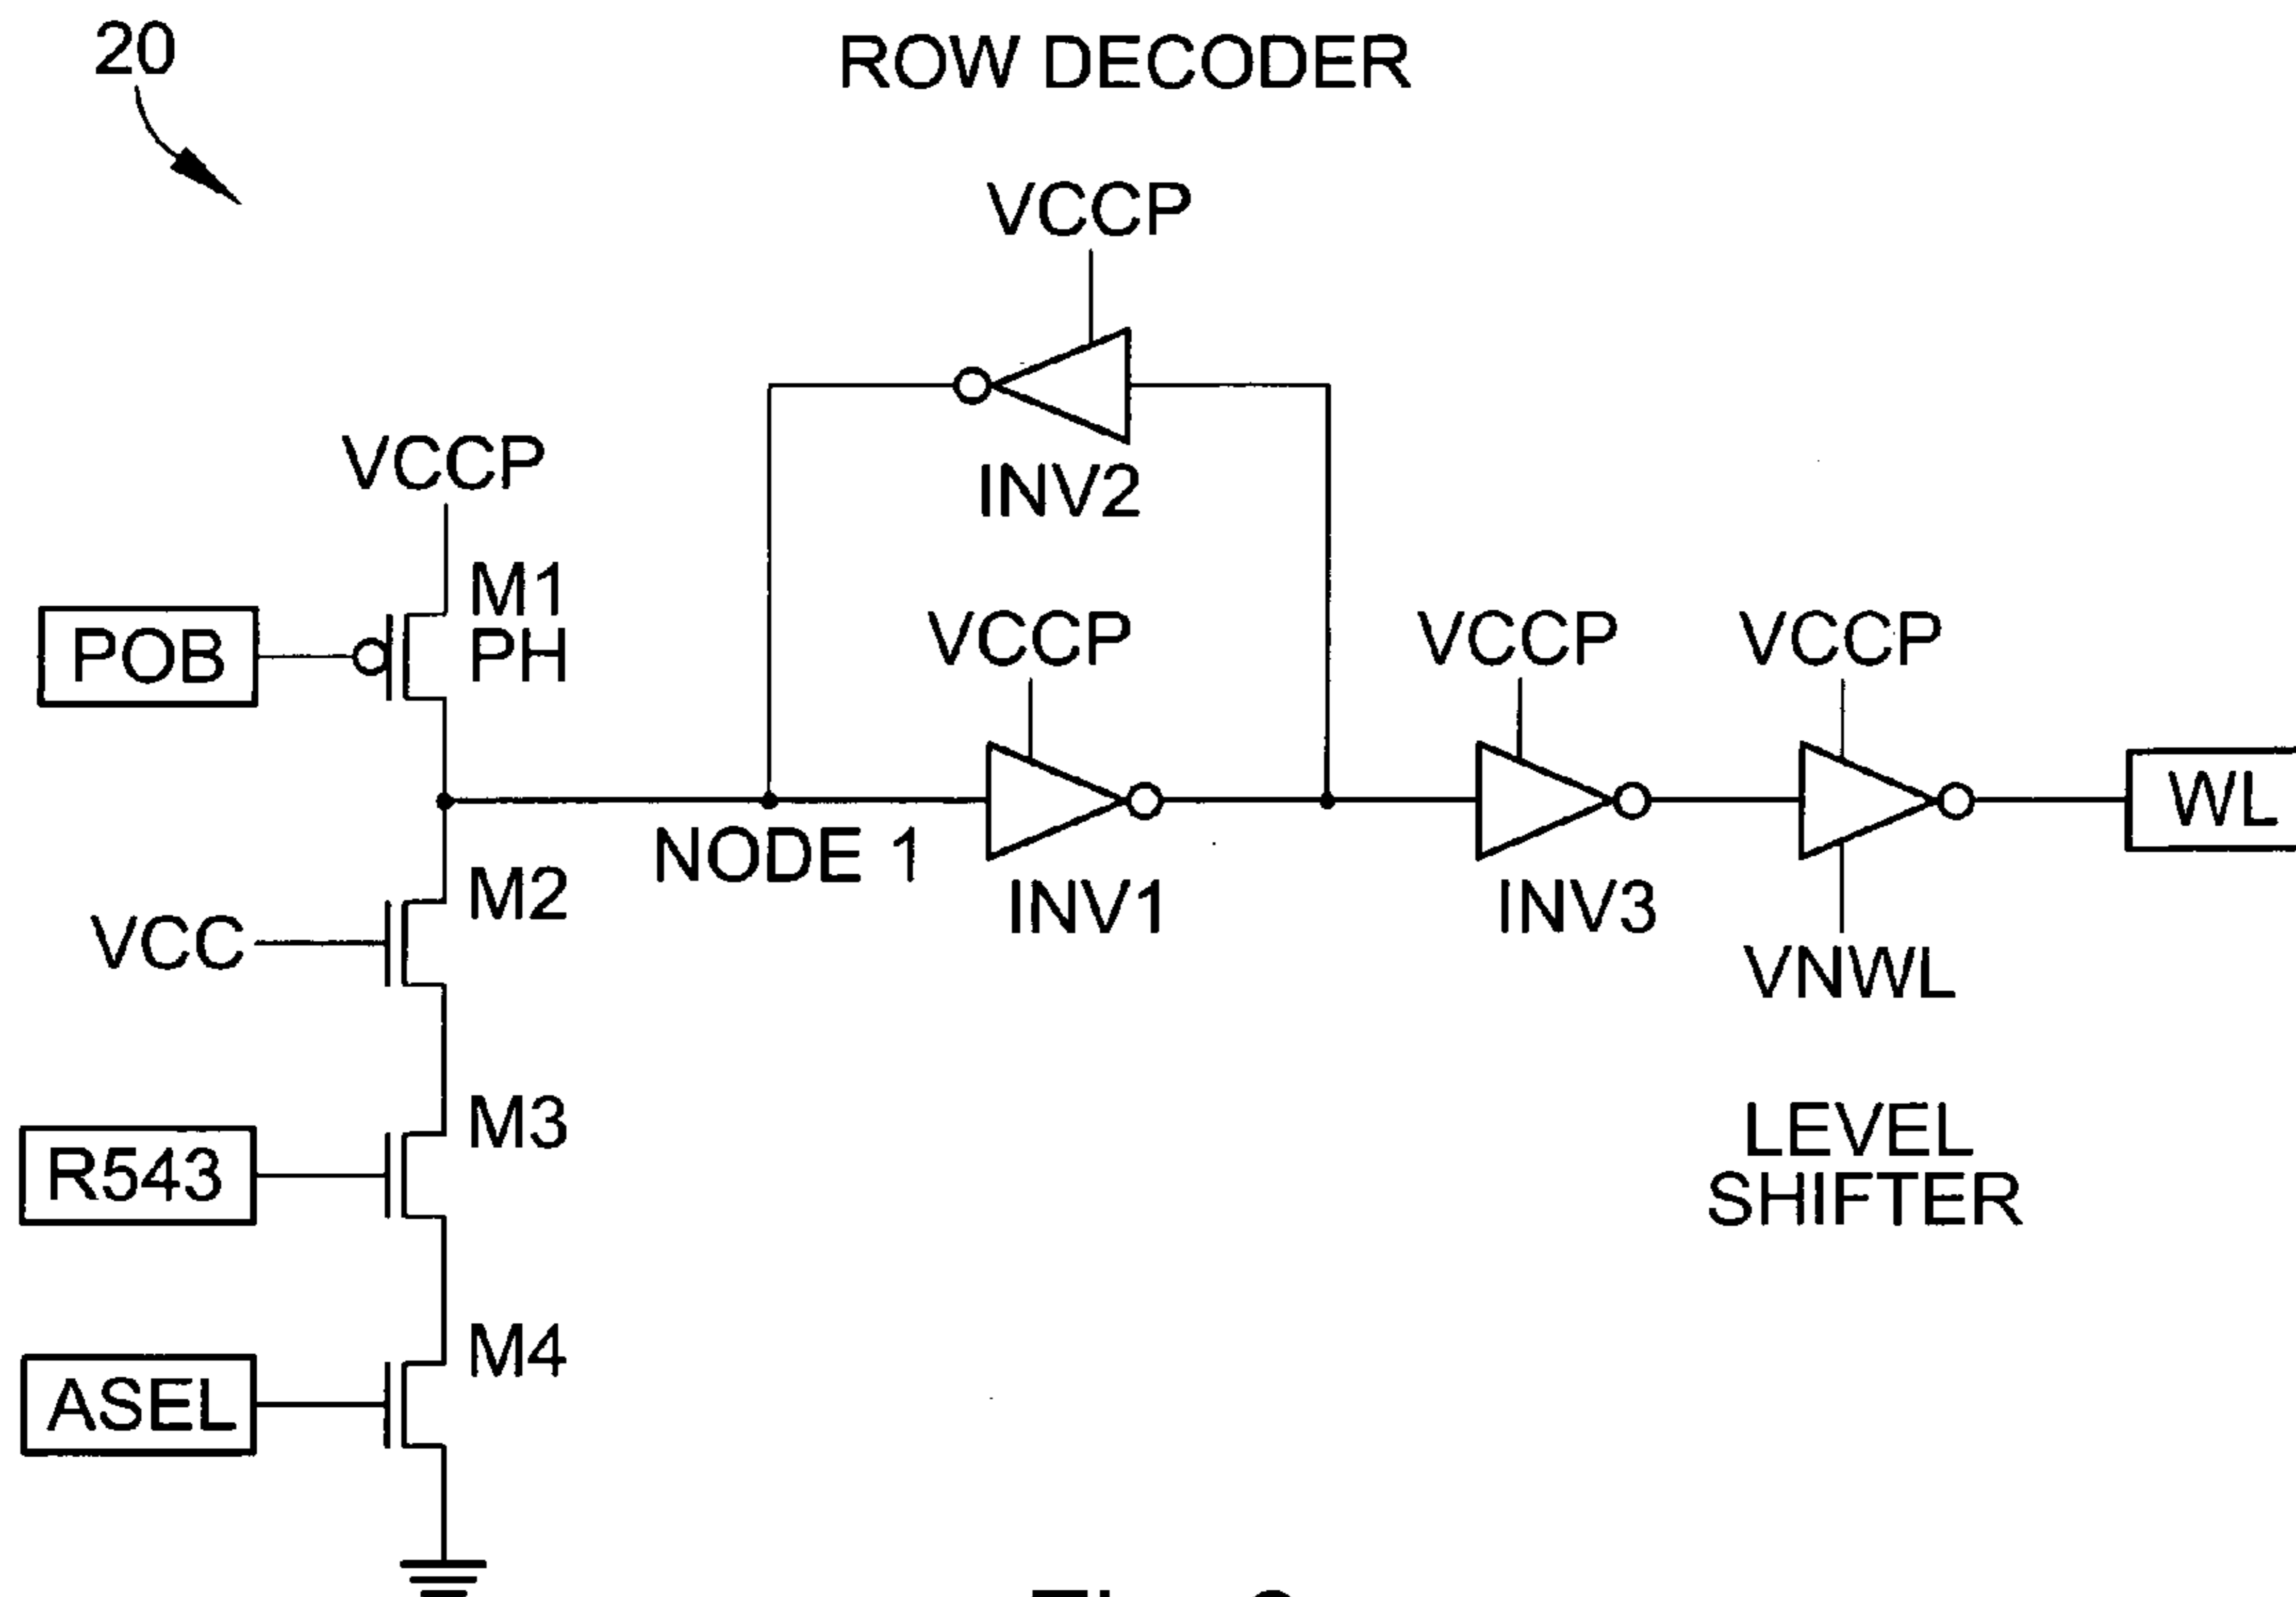 20
ROW DECODER
VCCP
INV2
VCCP
M1
PH
POB
VCCP
VCCP
VCCP
NODE 1
INV1
INV3
WL
M2
VCC
VNWL
M3
R543
LEVEL
SHIFTER
M4
ASEL